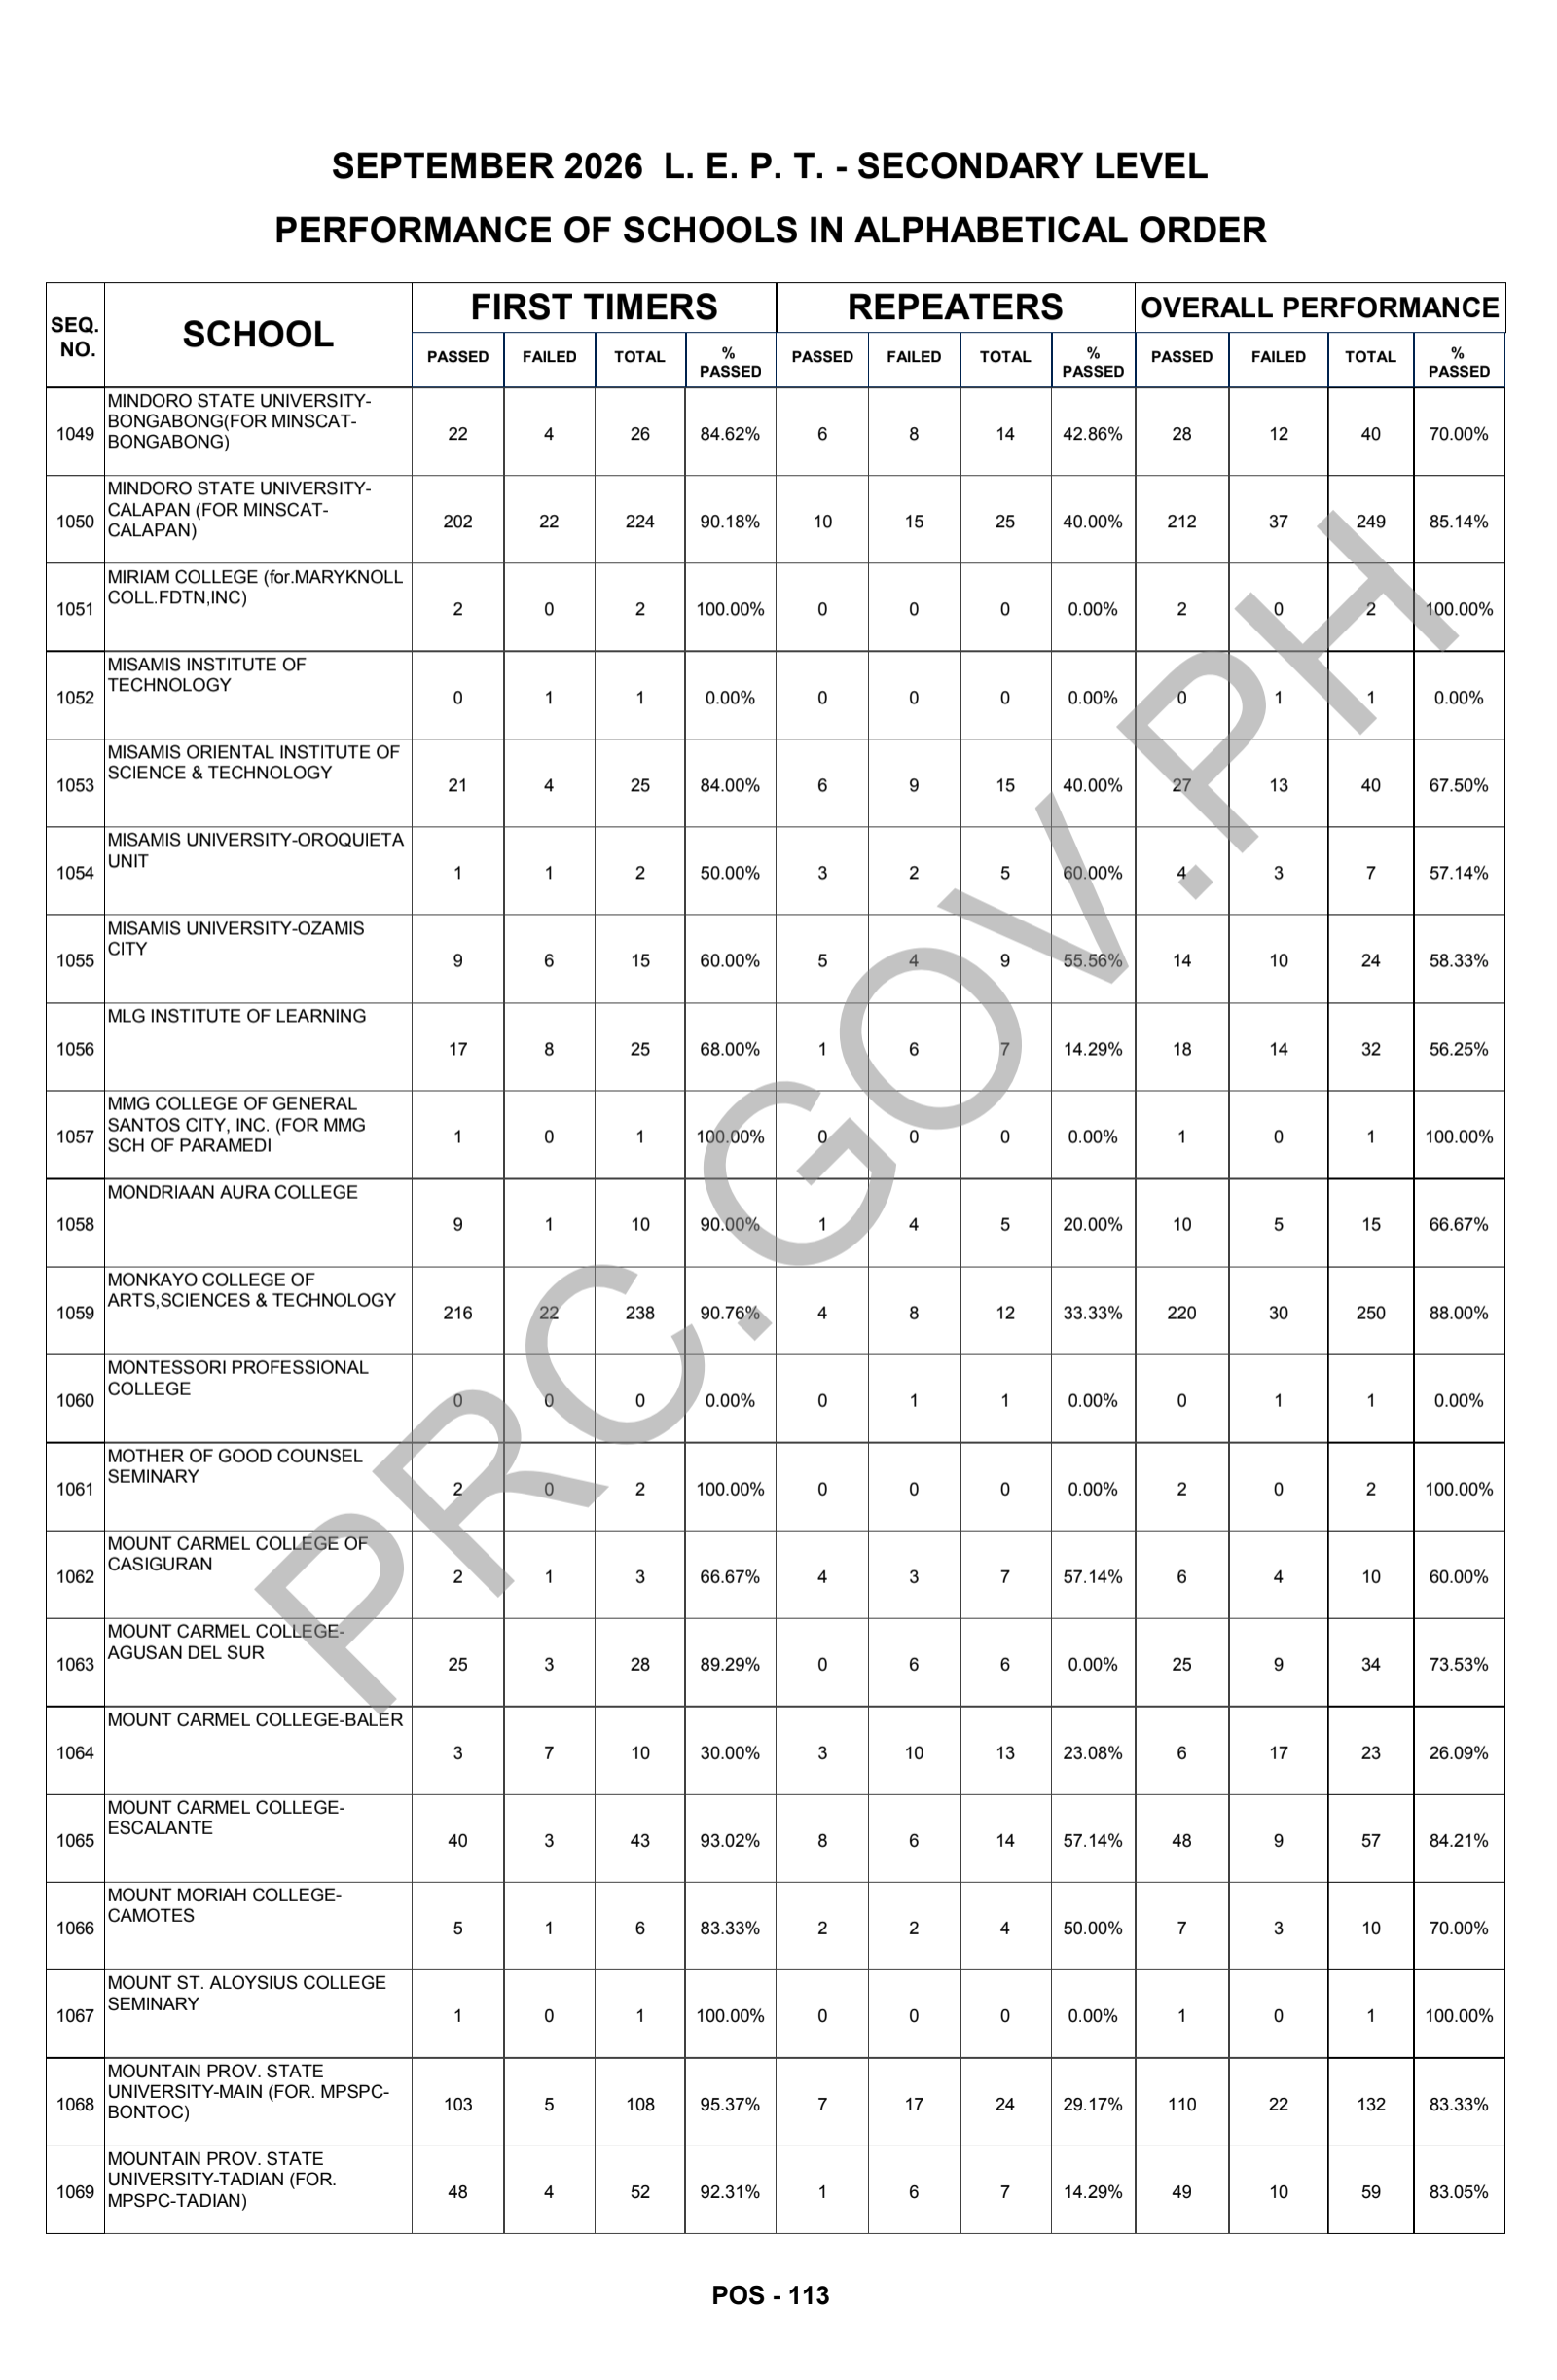 SEPTEMBER 2026 L. E. P. T. - SECONDARY LEVEL
PERFORMANCE OF SCHOOLS IN ALPHABETICAL ORDER
SEQ. NO. SCHOOL FIRST TIMERS REPEATERS OVERALL PERFORMANCE
PASSED FAILED TOTAL % PASSED PASSED FAILED TOTAL % PASSED PASSED FAILED TOTAL % PASSED
MINDORO STATE UNIVERSITY-
BONGABONG(FOR MINSCAT-
BONGABONG)
1049 22 4 26 84.62% 6 8 14 42.86% 28 12 40 70.00%
MINDORO STATE UNIVERSITY-
CALAPAN (FOR MINSCAT-
CALAPAN)
1050 202 22 224 90.18% 10 15 25 40.00% 212 37 249 85.14%
MIRIAM COLLEGE (for.MARYKNOLL
COLL.FDTN,INC)
1051 2 0 2 100.00% 0 0 0 0.00% 2 0 2 100.00%
MISAMIS INSTITUTE OF
TECHNOLOGY
1052 0 1 1 0.00% 0 0 0 0.00% 0 1 1 0.00%
MISAMIS ORIENTAL INSTITUTE OF
SCIENCE & TECHNOLOGY
1053 21 4 25 84.00% 6 9 15 40.00% 27 13 40 67.50%
MISAMIS UNIVERSITY-OROQUIETA
UNIT
1054 1 1 2 50.00% 3 2 5 60.00% 4 3 7 57.14%
MISAMIS UNIVERSITY-OZAMIS
CITY
1055 9 6 15 60.00% 5 4 9 55.56% 14 10 24 58.33%
MLG INSTITUTE OF LEARNING
1056 17 8 25 68.00% 1 6 7 14.29% 18 14 32 56.25%
MMG COLLEGE OF GENERAL
SANTOS CITY, INC. (FOR MMG
SCH OF PARAMEDI
1057 1 0 1 100.00% 0 0 0 0.00% 1 0 1 100.00%
MONDRIAAN AURA COLLEGE
1058 9 1 10 90.00% 1 4 5 20.00% 10 5 15 66.67%
MONKAYO COLLEGE OF
ARTS,SCIENCES & TECHNOLOGY
1059 216 22 238 90.76% 4 8 12 33.33% 220 30 250 88.00%
MONTESSORI PROFESSIONAL
COLLEGE
1060 0 0 0 0.00% 0 1 1 0.00% 0 1 1 0.00%
MOTHER OF GOOD COUNSEL
SEMINARY
1061 2 0 2 100.00% 0 0 0 0.00% 2 0 2 100.00%
MOUNT CARMEL COLLEGE OF
CASIGURAN
1062 2 1 3 66.67% 4 3 7 57.14% 6 4 10 60.00%
MOUNT CARMEL COLLEGE-
AGUSAN DEL SUR
1063 25 3 28 89.29% 0 6 6 0.00% 25 9 34 73.53%
MOUNT CARMEL COLLEGE-BALER
1064 3 7 10 30.00% 3 10 13 23.08% 6 17 23 26.09%
MOUNT CARMEL COLLEGE-
ESCALANTE
1065 40 3 43 93.02% 8 6 14 57.14% 48 9 57 84.21%
MOUNT MORIAH COLLEGE-
CAMOTES
1066 5 1 6 83.33% 2 2 4 50.00% 7 3 10 70.00%
MOUNT ST. ALOYSIUS COLLEGE
SEMINARY
1067 1 0 1 100.00% 0 0 0 0.00% 1 0 1 100.00%
MOUNTAIN PROV. STATE
UNIVERSITY-MAIN (FOR. MPSPC-
BONTOC)
1068 103 5 108 95.37% 7 17 24 29.17% 110 22 132 83.33%
MOUNTAIN PROV. STATE
UNIVERSITY-TADIAN (FOR.
MPSPC-TADIAN)
1069 48 4 52 92.31% 1 6 7 14.29% 49 10 59 83.05%
PRC.GOV.PH
POS - 113